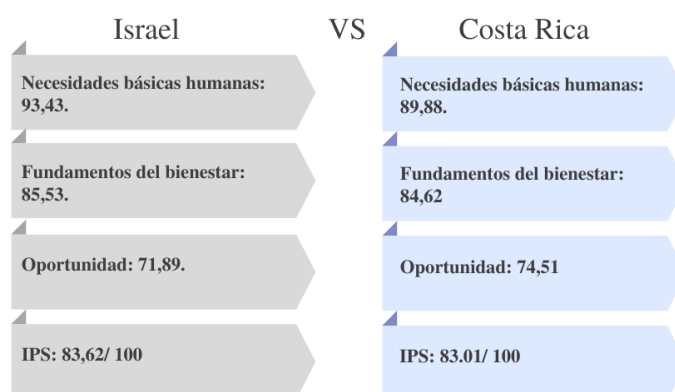 Israel
VS
Costa Rica
Necesidades básicas humanas:
93,43.
Fundamentos del bienestar:
85,53.
Oportunidad: 71,89.
IPS: 83,62/ 100
Necesidades básicas humanas:
89,88.
Fundamentos del bienestar:
84,62
Oportunidad: 74,51
IPS: 83.01/ 100